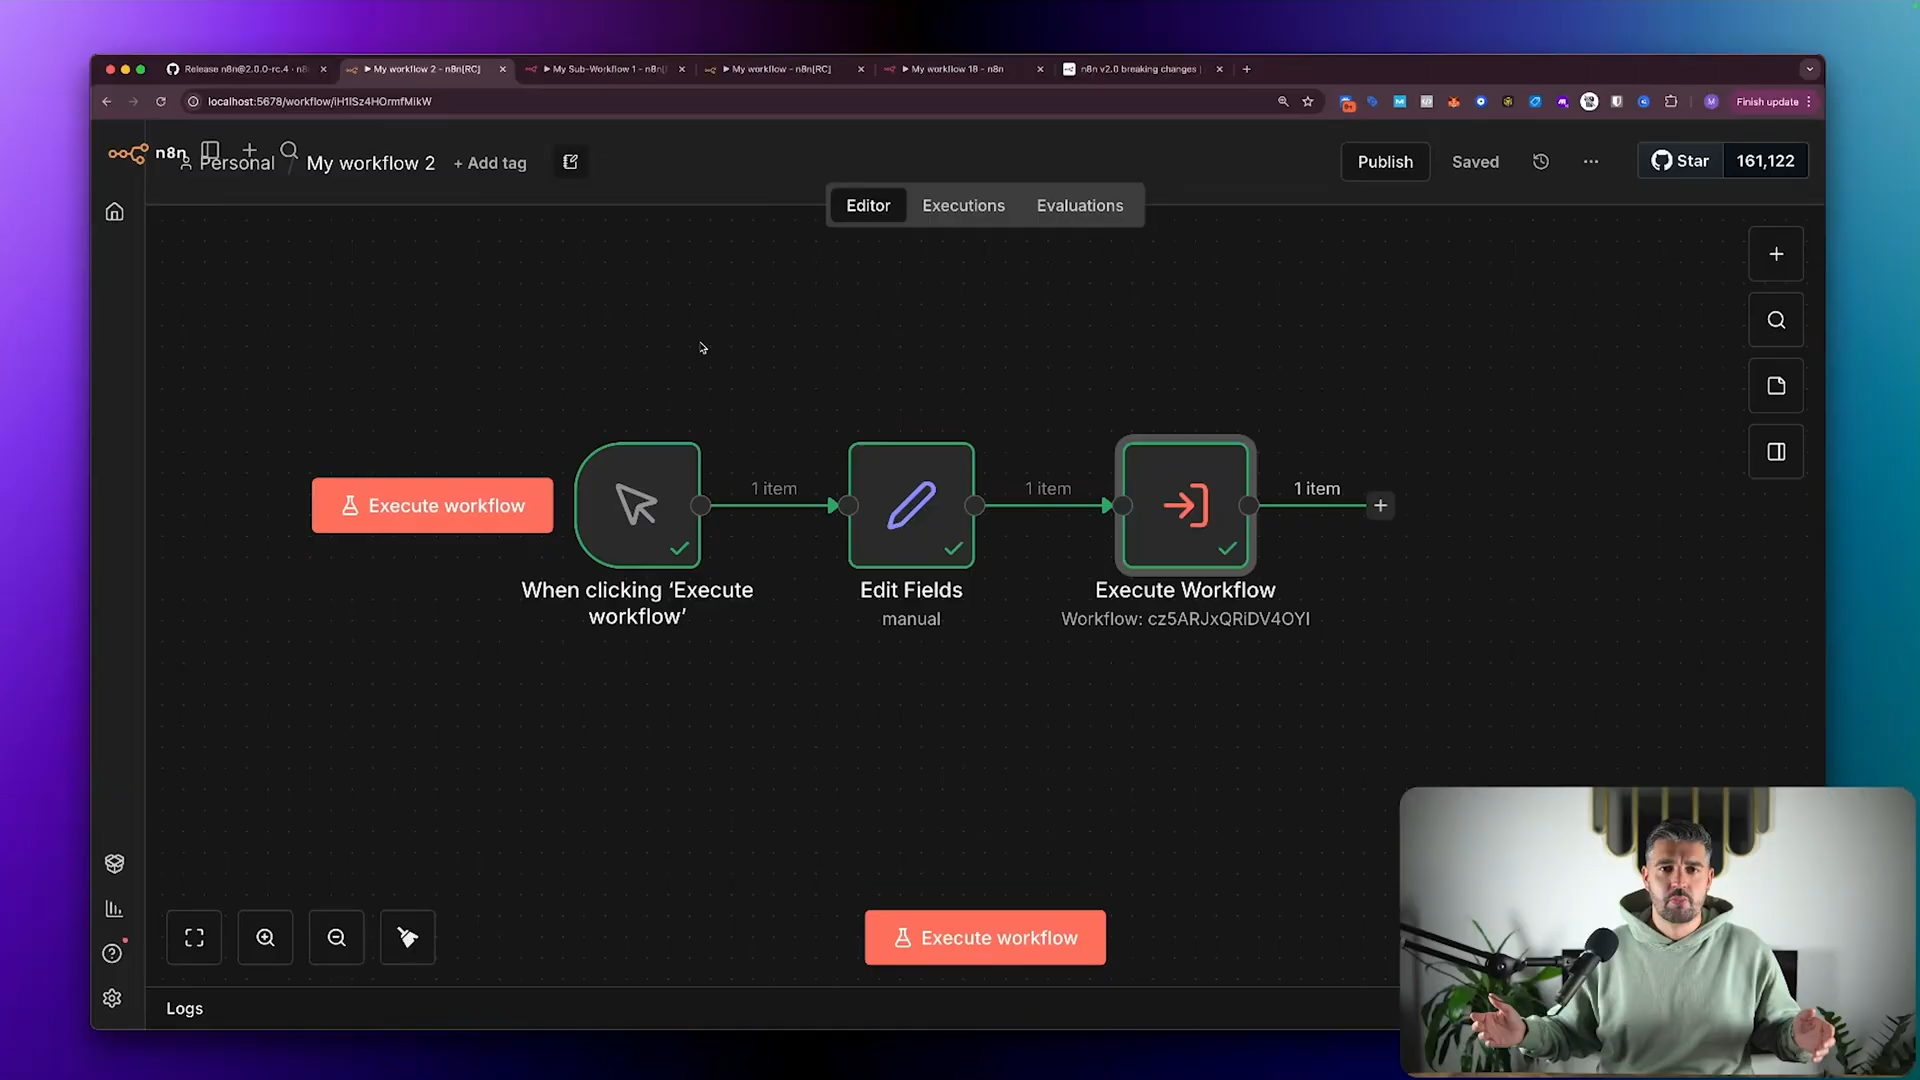 Release n8n@2.0.0-rc.4 · n8
My workflow 2 - n8n[RC]
My Sub-Workflow 1 - n8n[
My workflow - n8n[RC]
My workflow 18 - n8n
n8n v2.0 breaking changes |
localhost:5678/workflow/iH1ISz4HOrmfMikW
Finish update
n8n
Personal / My workflow 2 + Add tag
Publish
Saved
Star 161,122
Editor Executions Evaluations
Execute workflow
1 item
1 item
1 item
When clicking ‘Execute
workflow’
Edit Fields
manual
Execute Workflow
Workflow: cz5ARJxQRiDV4OYI
Execute workflow
Logs